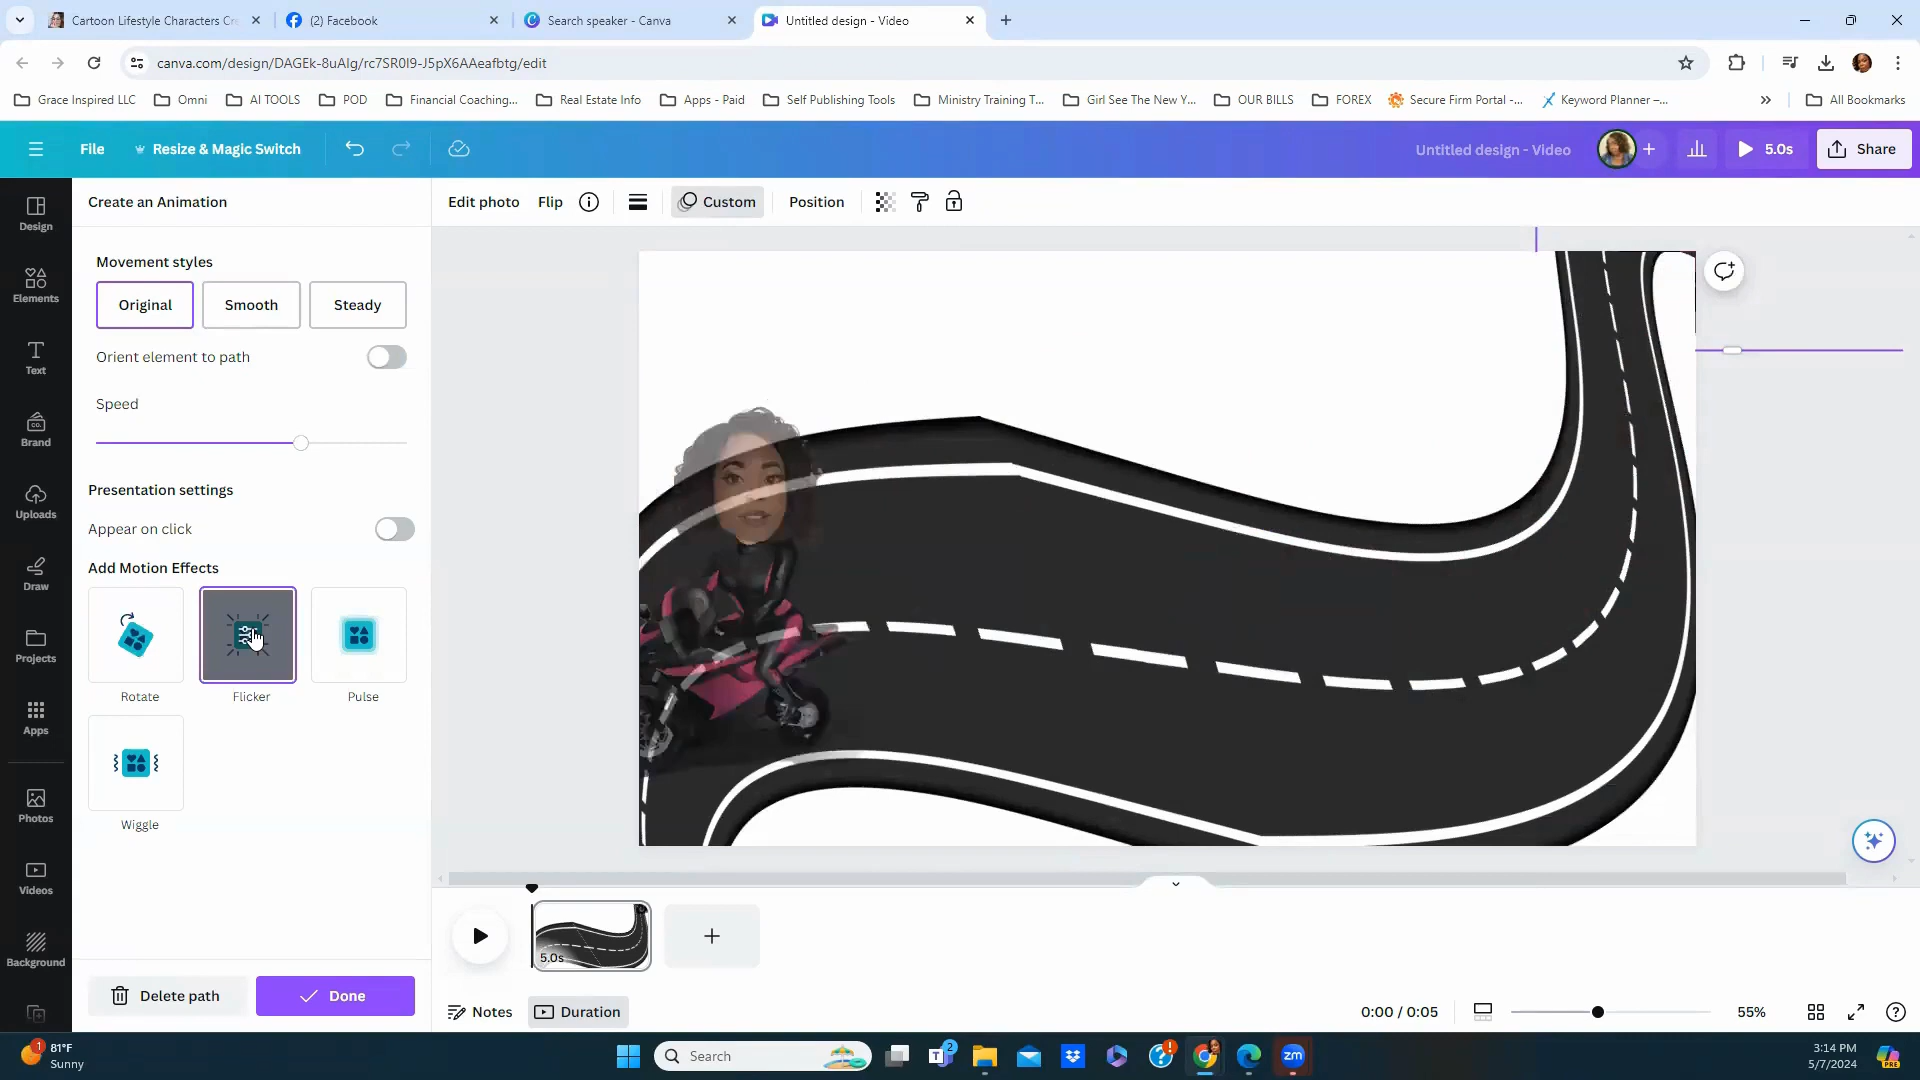 Cartoon Lifestyle Characters Cre
(2) Facebook
Search speaker - Canva
Untitled design - Video
canva.com/design/DAGEk-8uAIg/rc7SR0I9-J5pX6AAeafbtg/edit
Grace Inspired LLC
Omni
AI TOOLS
POD
Financial Coaching...
Real Estate Info
Apps - Paid
Self Publishing Tools
Ministry Training T...
Girl See The New Y...
OUR BILLS
FOREX
Secure Firm Portal -...
Keyword Planner –...
All Bookmarks
File
Resize & Magic Switch
Untitled design - Video
5.0s
Share
Design
Elements
Text
Brand
Uploads
Draw
Projects
Apps
Photos
Videos
Background
Create an Animation
Movement styles
Original
Smooth
Steady
Orient element to path
Speed
Presentation settings
Appear on click
Add Motion Effects
Rotate
Flicker
Pulse
Wiggle
Delete path
Done
Edit photo
Flip
Custom
Position
5.0s
Notes
Duration
0:00 / 0:05
55%
1
81°F
Sunny
Search
2
zm
3:14 PM
5/7/2024